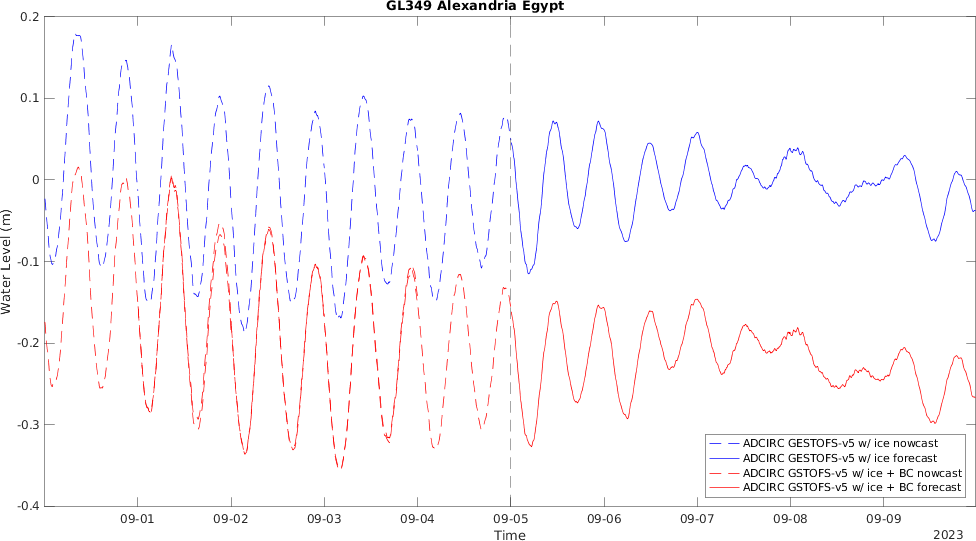 GL349 Alexandria Egypt
0.2
0.1
0
-0.1
-0.2
-0.3
-0.4
Water Level (m)
09-01 09-02 09-03 09-04 09-05 09-06 09-07 09-08 09-09
Time
2023
ADCIRC GESTOFS-v5 w/ ice nowcast
ADCIRC GESTOFS-v5 w/ ice forecast
ADCIRC GSTOFS-v5 w/ ice + BC nowcast
ADCIRC GSTOFS-v5 w/ ice + BC forecast